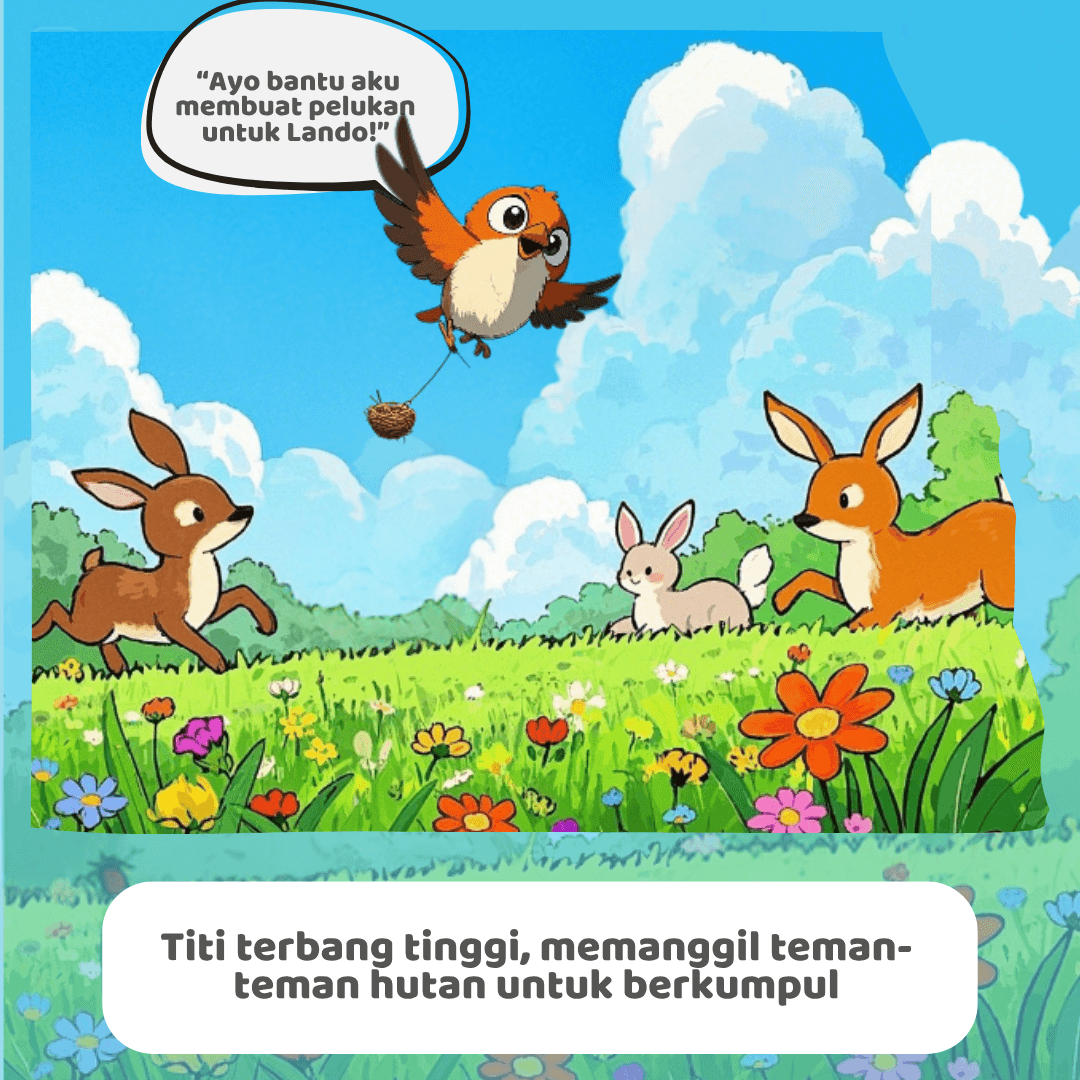 “Ayo bantu aku
membuat pelukan
untuk Lando!”
Titi terbang tinggi, memanggil teman-
teman hutan untuk berkumpul